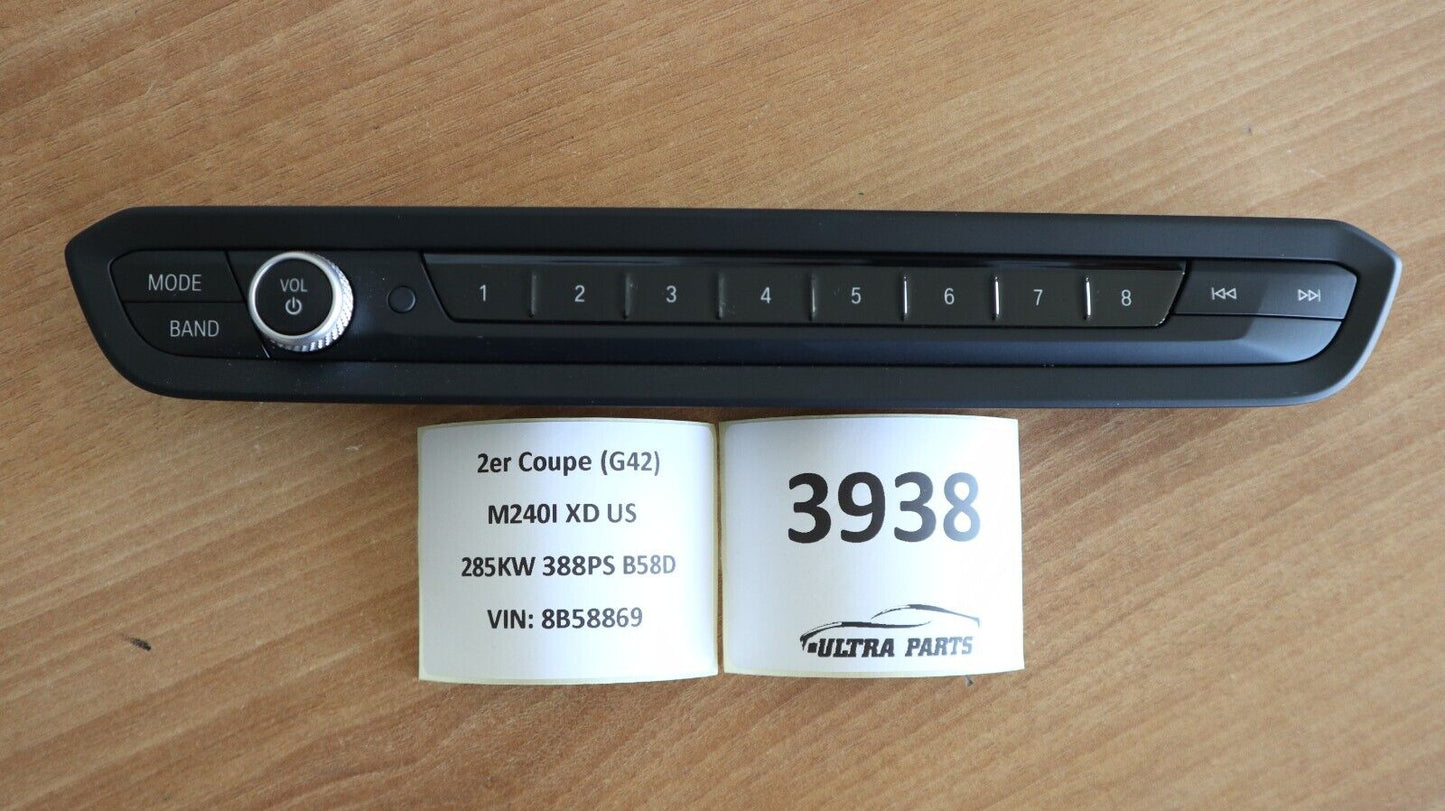 MODE
BAND
VOL
1 2 3 4 5 6 7 8
2er Coupe (G42)
M240I XD US
285KW 388PS B58D
VIN: 8B58869
3938
ULTRA PARTS